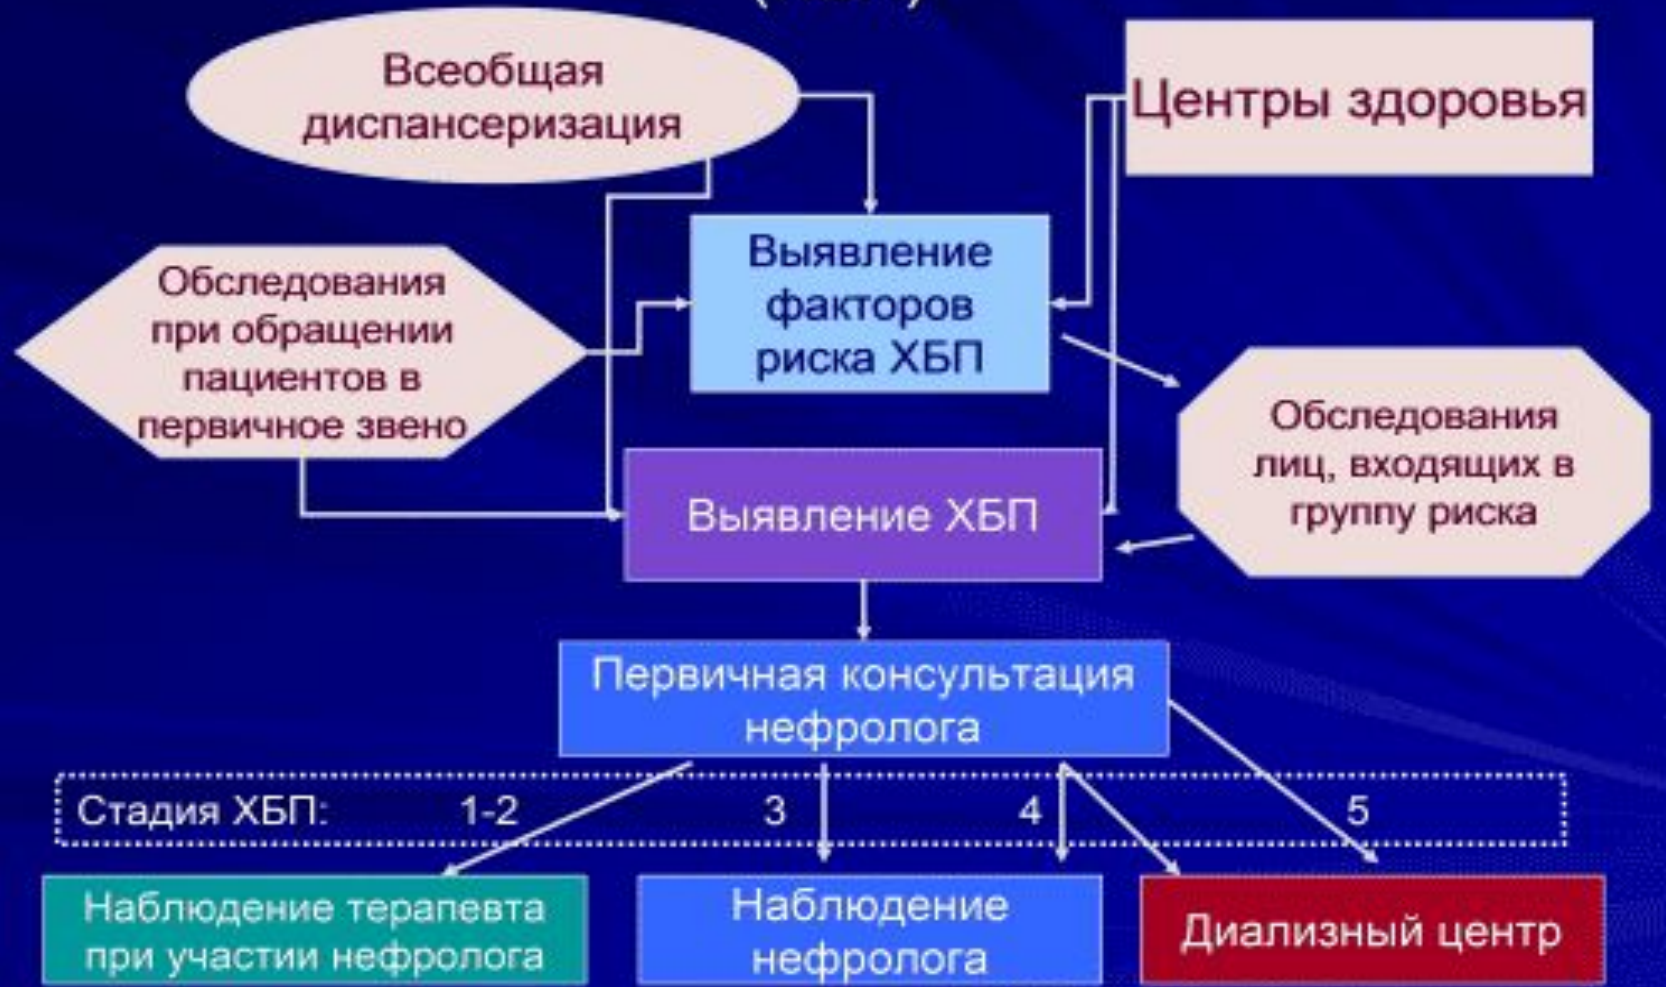 Всеобщая
диспансеризация
Центры здоровья
Выявление
факторов
риска ХБП
Обследования
при обращении
пациентов в
первичное звено
Обследования
лиц, входящих в
группу риска
Выявление ХБП
Первичная консультация
нефролога
Стадия ХБП: 1-2 3 4 5
Наблюдение терапевта
при участии нефролога
Наблюдение
нефролога
Диализный центр